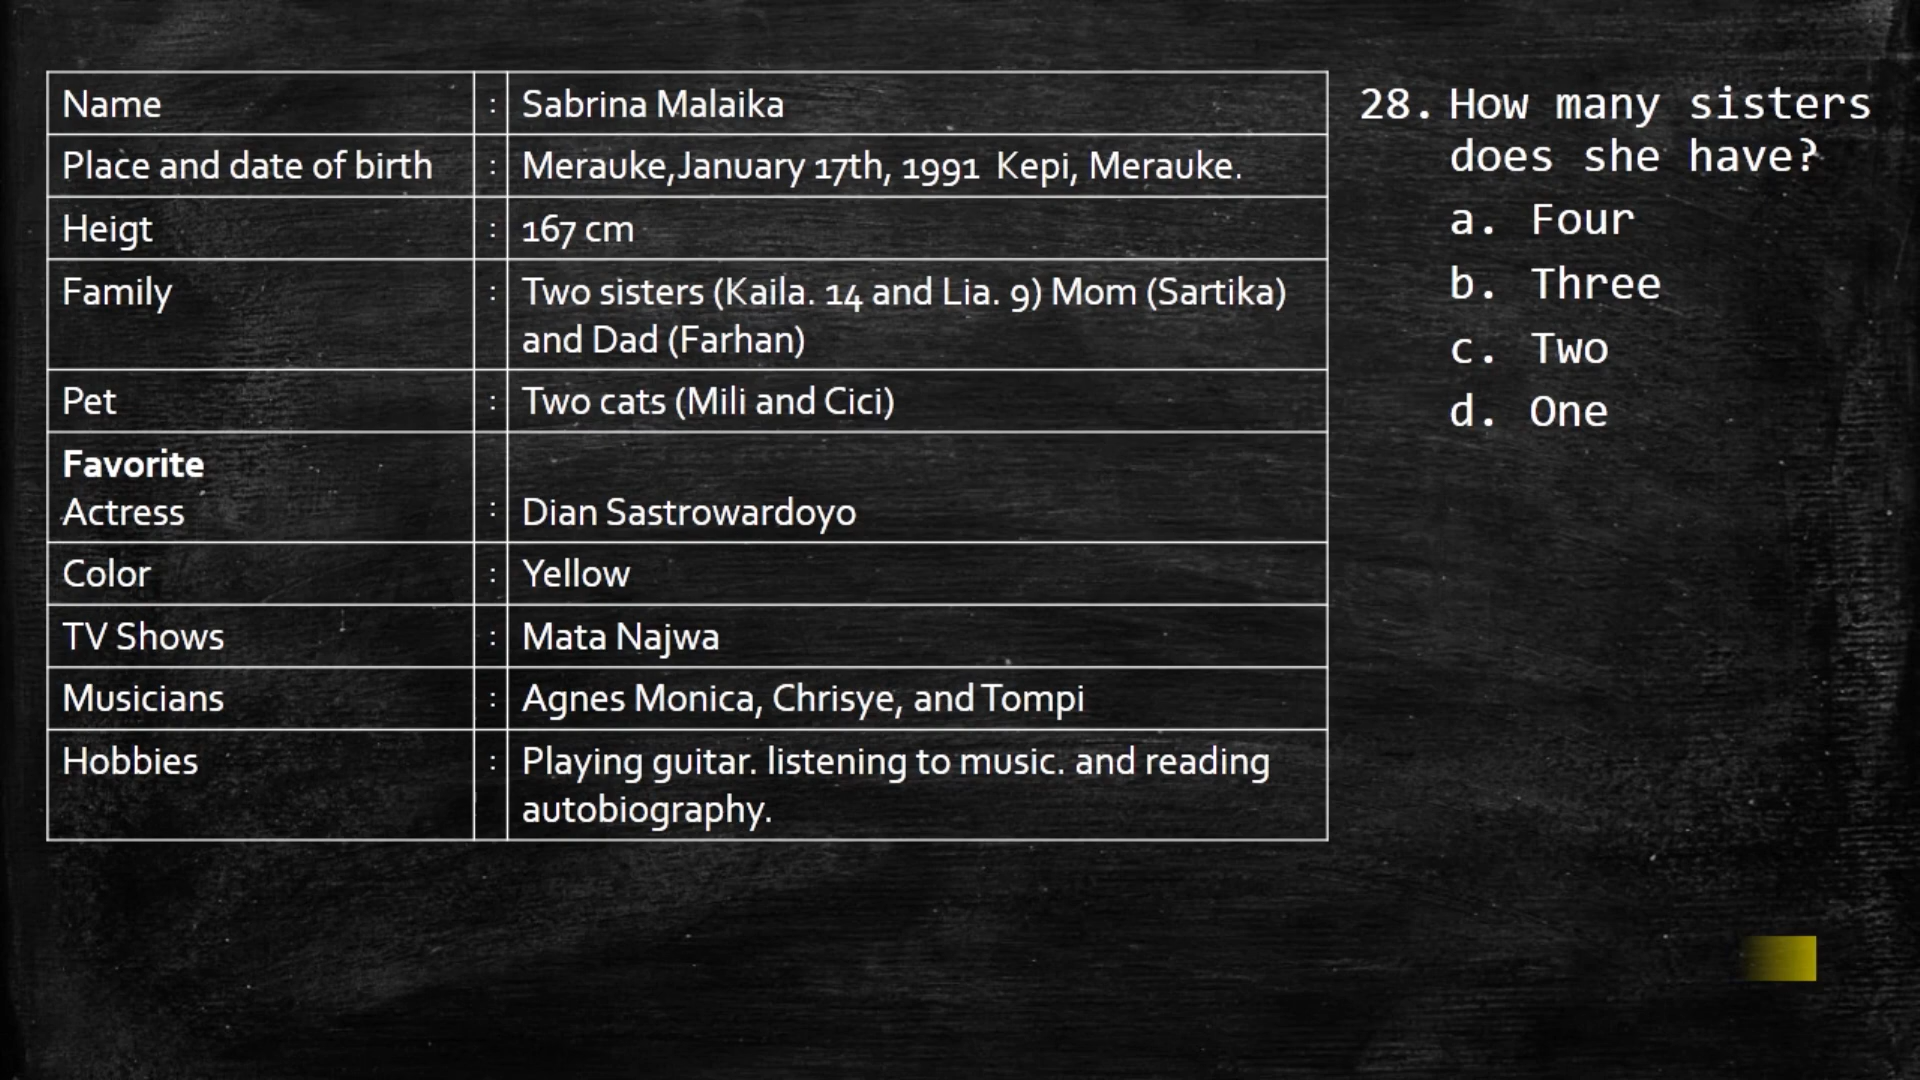 Name : Sabrina Malaika
Place and date of birth : Merauke,January 17th, 1991  Kepi, Merauke.
Heigt : 167 cm
Family : Two sisters (Kaila. 14 and Lia. 9) Mom (Sartika)
and Dad (Farhan)
Pet : Two cats (Mili and Cici)
Favorite
Actress : Dian Sastrowardoyo
Color : Yellow
TV Shows : Mata Najwa
Musicians : Agnes Monica, Chrisye, and Tompi
Hobbies : Playing guitar. listening to music. and reading
autobiography.
28. How many sisters
does she have?
a. Four
b. Three
c. Two
d. One